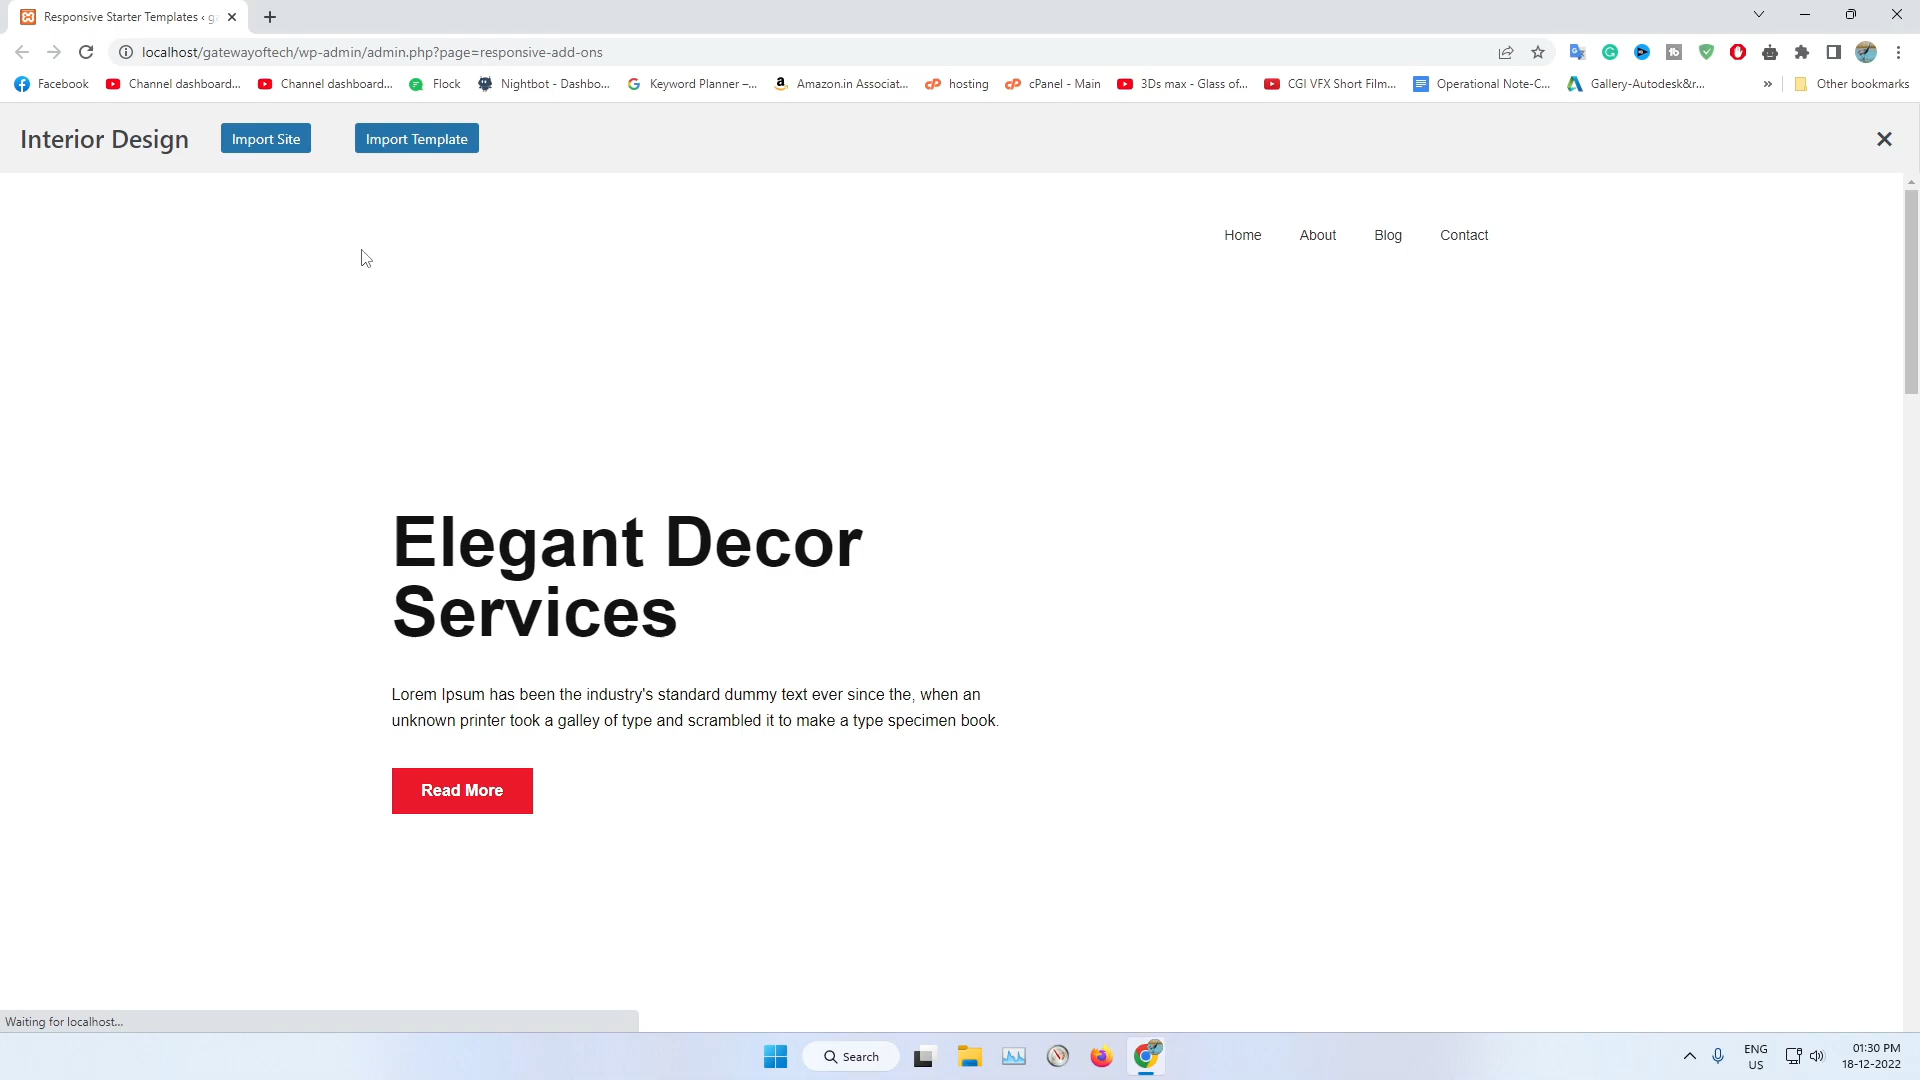 Responsive Starter Templates ‹ ga
localhost/gatewayoftech/wp-admin/admin.php?page=responsive-add-ons
Facebook Channel dashboard... Channel dashboard... Flock Nightbot - Dashbo... Keyword Planner –... Amazon.in Associat... hosting cPanel - Main 3Ds max - Glass of... CGI VFX Short Film... Operational Note-C... Gallery-Autodesk&r... » Other bookmarks
Interior Design Import Site Import Template
Home About Blog Contact
Elegant Decor
Services
Lorem Ipsum has been the industry's standard dummy text ever since the, when an
unknown printer took a galley of type and scrambled it to make a type specimen book.
Read More
Waiting for localhost...
Search
ENG
US
01:30 PM
18-12-2022